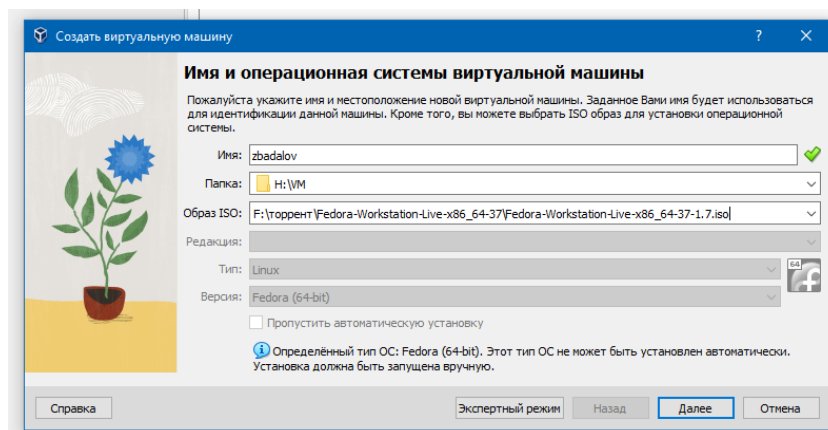 Создать виртуальную машину
?
Имя и операционная системы виртуальной машины
Пожалуйста укажите имя и местоположение новой виртуальной машины. Заданное Вами имя будет использоваться
для идентификации данной машины. Кроме того, вы можете выбрать ISO образ для установки операционной
системы.
Имя: zbadalov
Папка: H:\VM
Образ ISO: F:\торрент\Fedora-Workstation-Live-x86_64-37\Fedora-Workstation-Live-x86_64-37-1.7.iso
Редакция:
Тип: Linux
64
Версия: Fedora (64-bit)
Пропустить автоматическую установку
Определённый тип ОС: Fedora (64-bit). Этот тип ОС не может быть установлен автоматически.
Установка должна быть запущена вручную.
Справка Экспертный режим Назад Далее Отмена